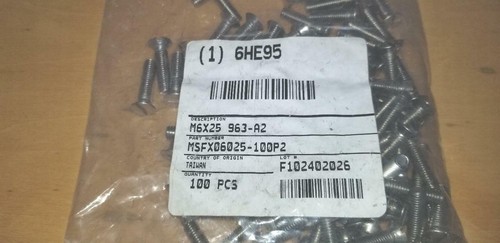 (1) 6HE95
DESCRIPTION
M6X25 963-A2
PART NUMBER
MSFX06025-100P2
COUNTRY OF ORIGIN LOT #
TAIWAN F102402026
QUANTITY
100 PCS